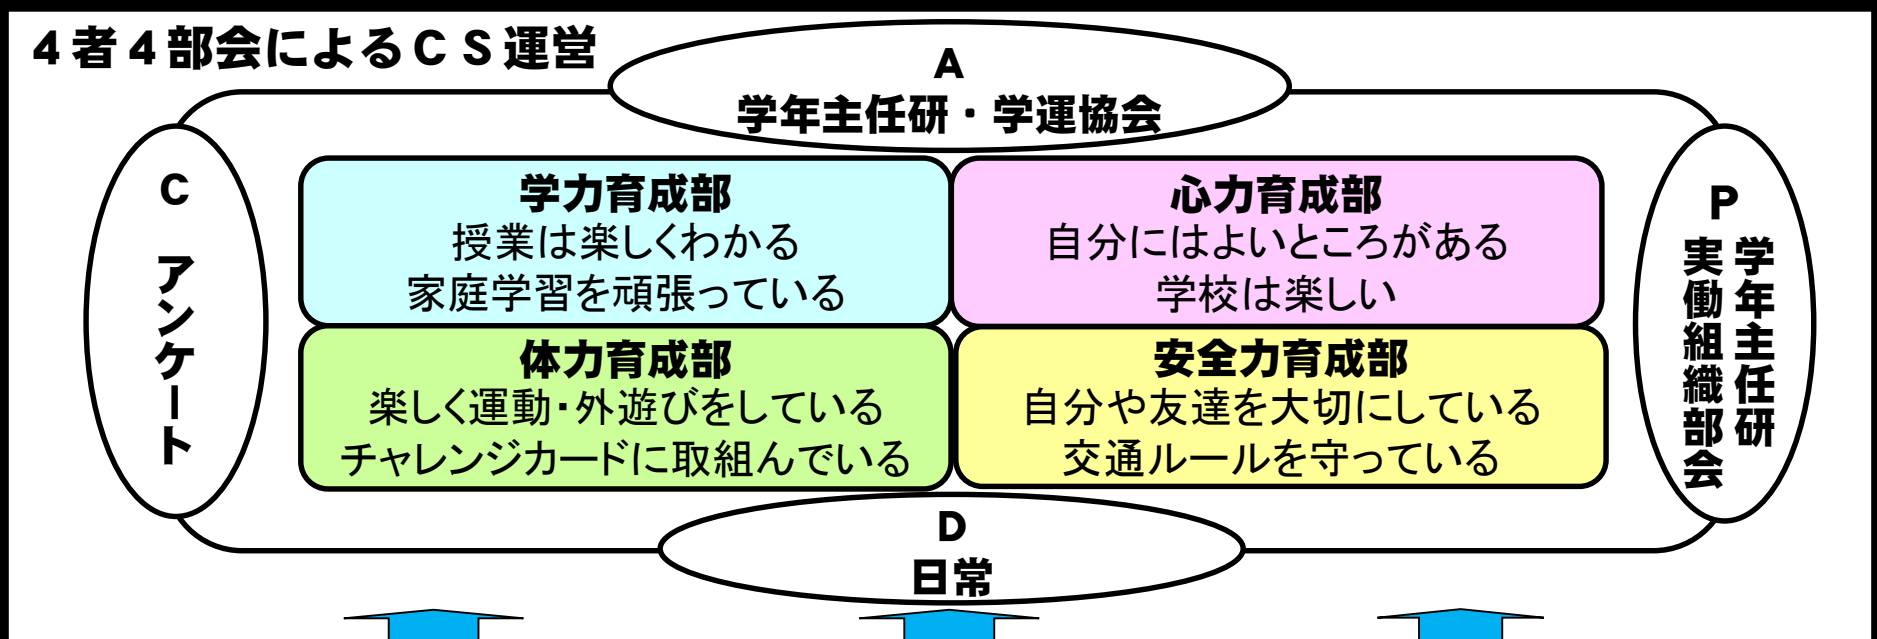 ４者４部会によるＣＳ運営
A
学年主任研・学運協会
C
アンケート
学力育成部
授業は楽しくわかる
家庭学習を頑張っている
心力育成部
自分にはよいところがある
学校は楽しい
P
学年主任研
実働組織部会
体力育成部
楽しく運動・外遊びをしている
チャレンジカードに取組んでいる
安全力育成部
自分や友達を大切にしている
交通ルールを守っている
D
日常